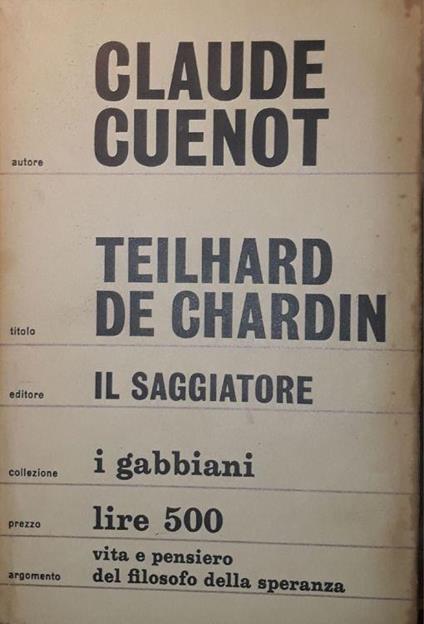 CLAUDE
autore CUENOT
TEILHARD
titolo DE CHARDIN
editore IL SAGGIATORE
collezione i gabbiani
prezzo lire 500
vita e pensiero
argomento del filosofo della speranza